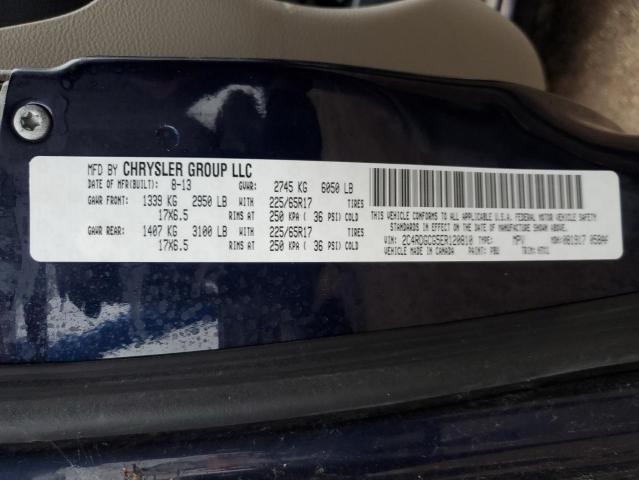 MFD BY CHRYSLER GROUP LLC
DATE OF MFR(BUILT): 8-13 GVWR: 2745 KG 6050 LB
GAWR FRONT: 1339 KG 2950 LB WITH 225/65R17 TIRES
17X6.5 RIMS AT 250 KPA ( 36 PSI) COLD
GAWR REAR: 1407 KG 3100 LB WITH 225/65R17 TIRES
17X6.5 RIMS AT 250 KPA ( 36 PSI) COLD
THIS VEHICLE CONFORMS TO ALL APPLICABLE U.S.A. FEDERAL MOTOR VEHICLE SAFETY
STANDARDS IN EFFECT ON THE DATE OF MANUFACTURE SHOWN ABOVE.
VIN: 2C4RDGCG5ER120810 TYPE: MPV MDH:081917 058AF
VEHICLE MADE IN CANADA PAINT: PBU TRIM: